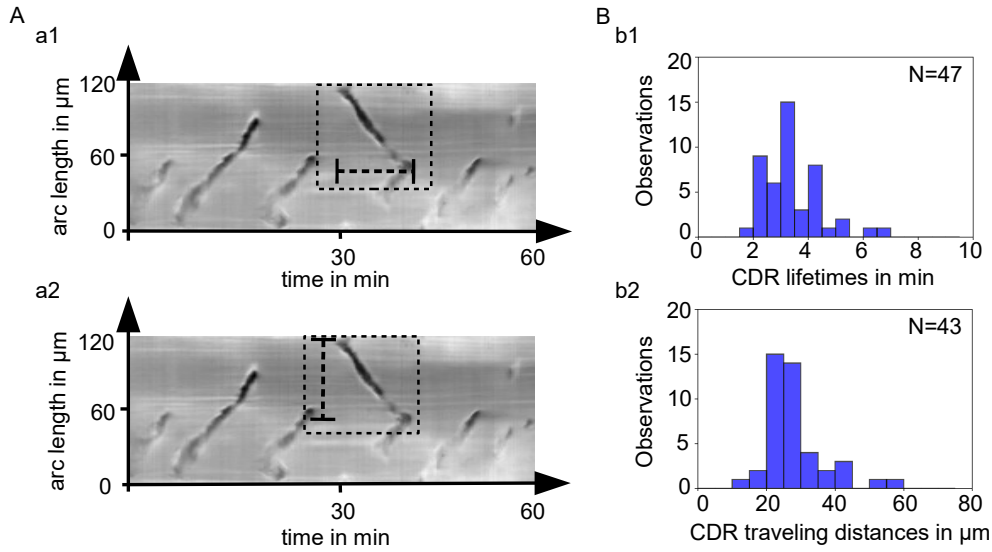 A
a1
arc length in µm
120
60
0
30
60
time in min
a2
arc length in µm
120
60
0
30
60
time in min
B
b1
Observations
20
15
10
5
0
N=47
0
2
4
6
8
10
CDR lifetimes in min
b2
Observations
20
15
10
5
0
N=43
0
20
40
60
80
CDR traveling distances in µm